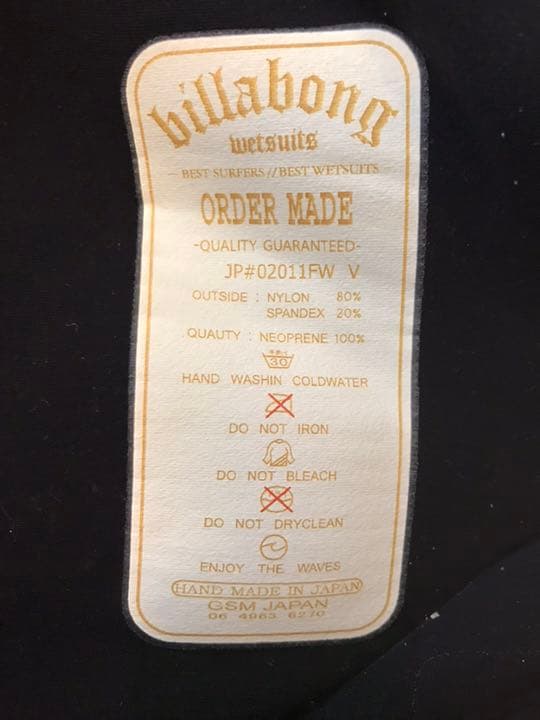 billabong
wetsuits
BEST SURFERS//BEST WETSUITS
ORDER MADE
-QUALITY GUARANTEED-
JP#02011FW V
OUTSIDE : NYLON 80%
SPANDEX 20%
QUAUTY : NEOPRENE 100%
30
HAND WASHIN COLDWATER
DO NOT IRON
DO NOT BLEACH
DO NOT DRYCLEAN
ENJOY THE WAVES
HAND MADE IN JAPAN
GSM JAPAN
06 4963 6270